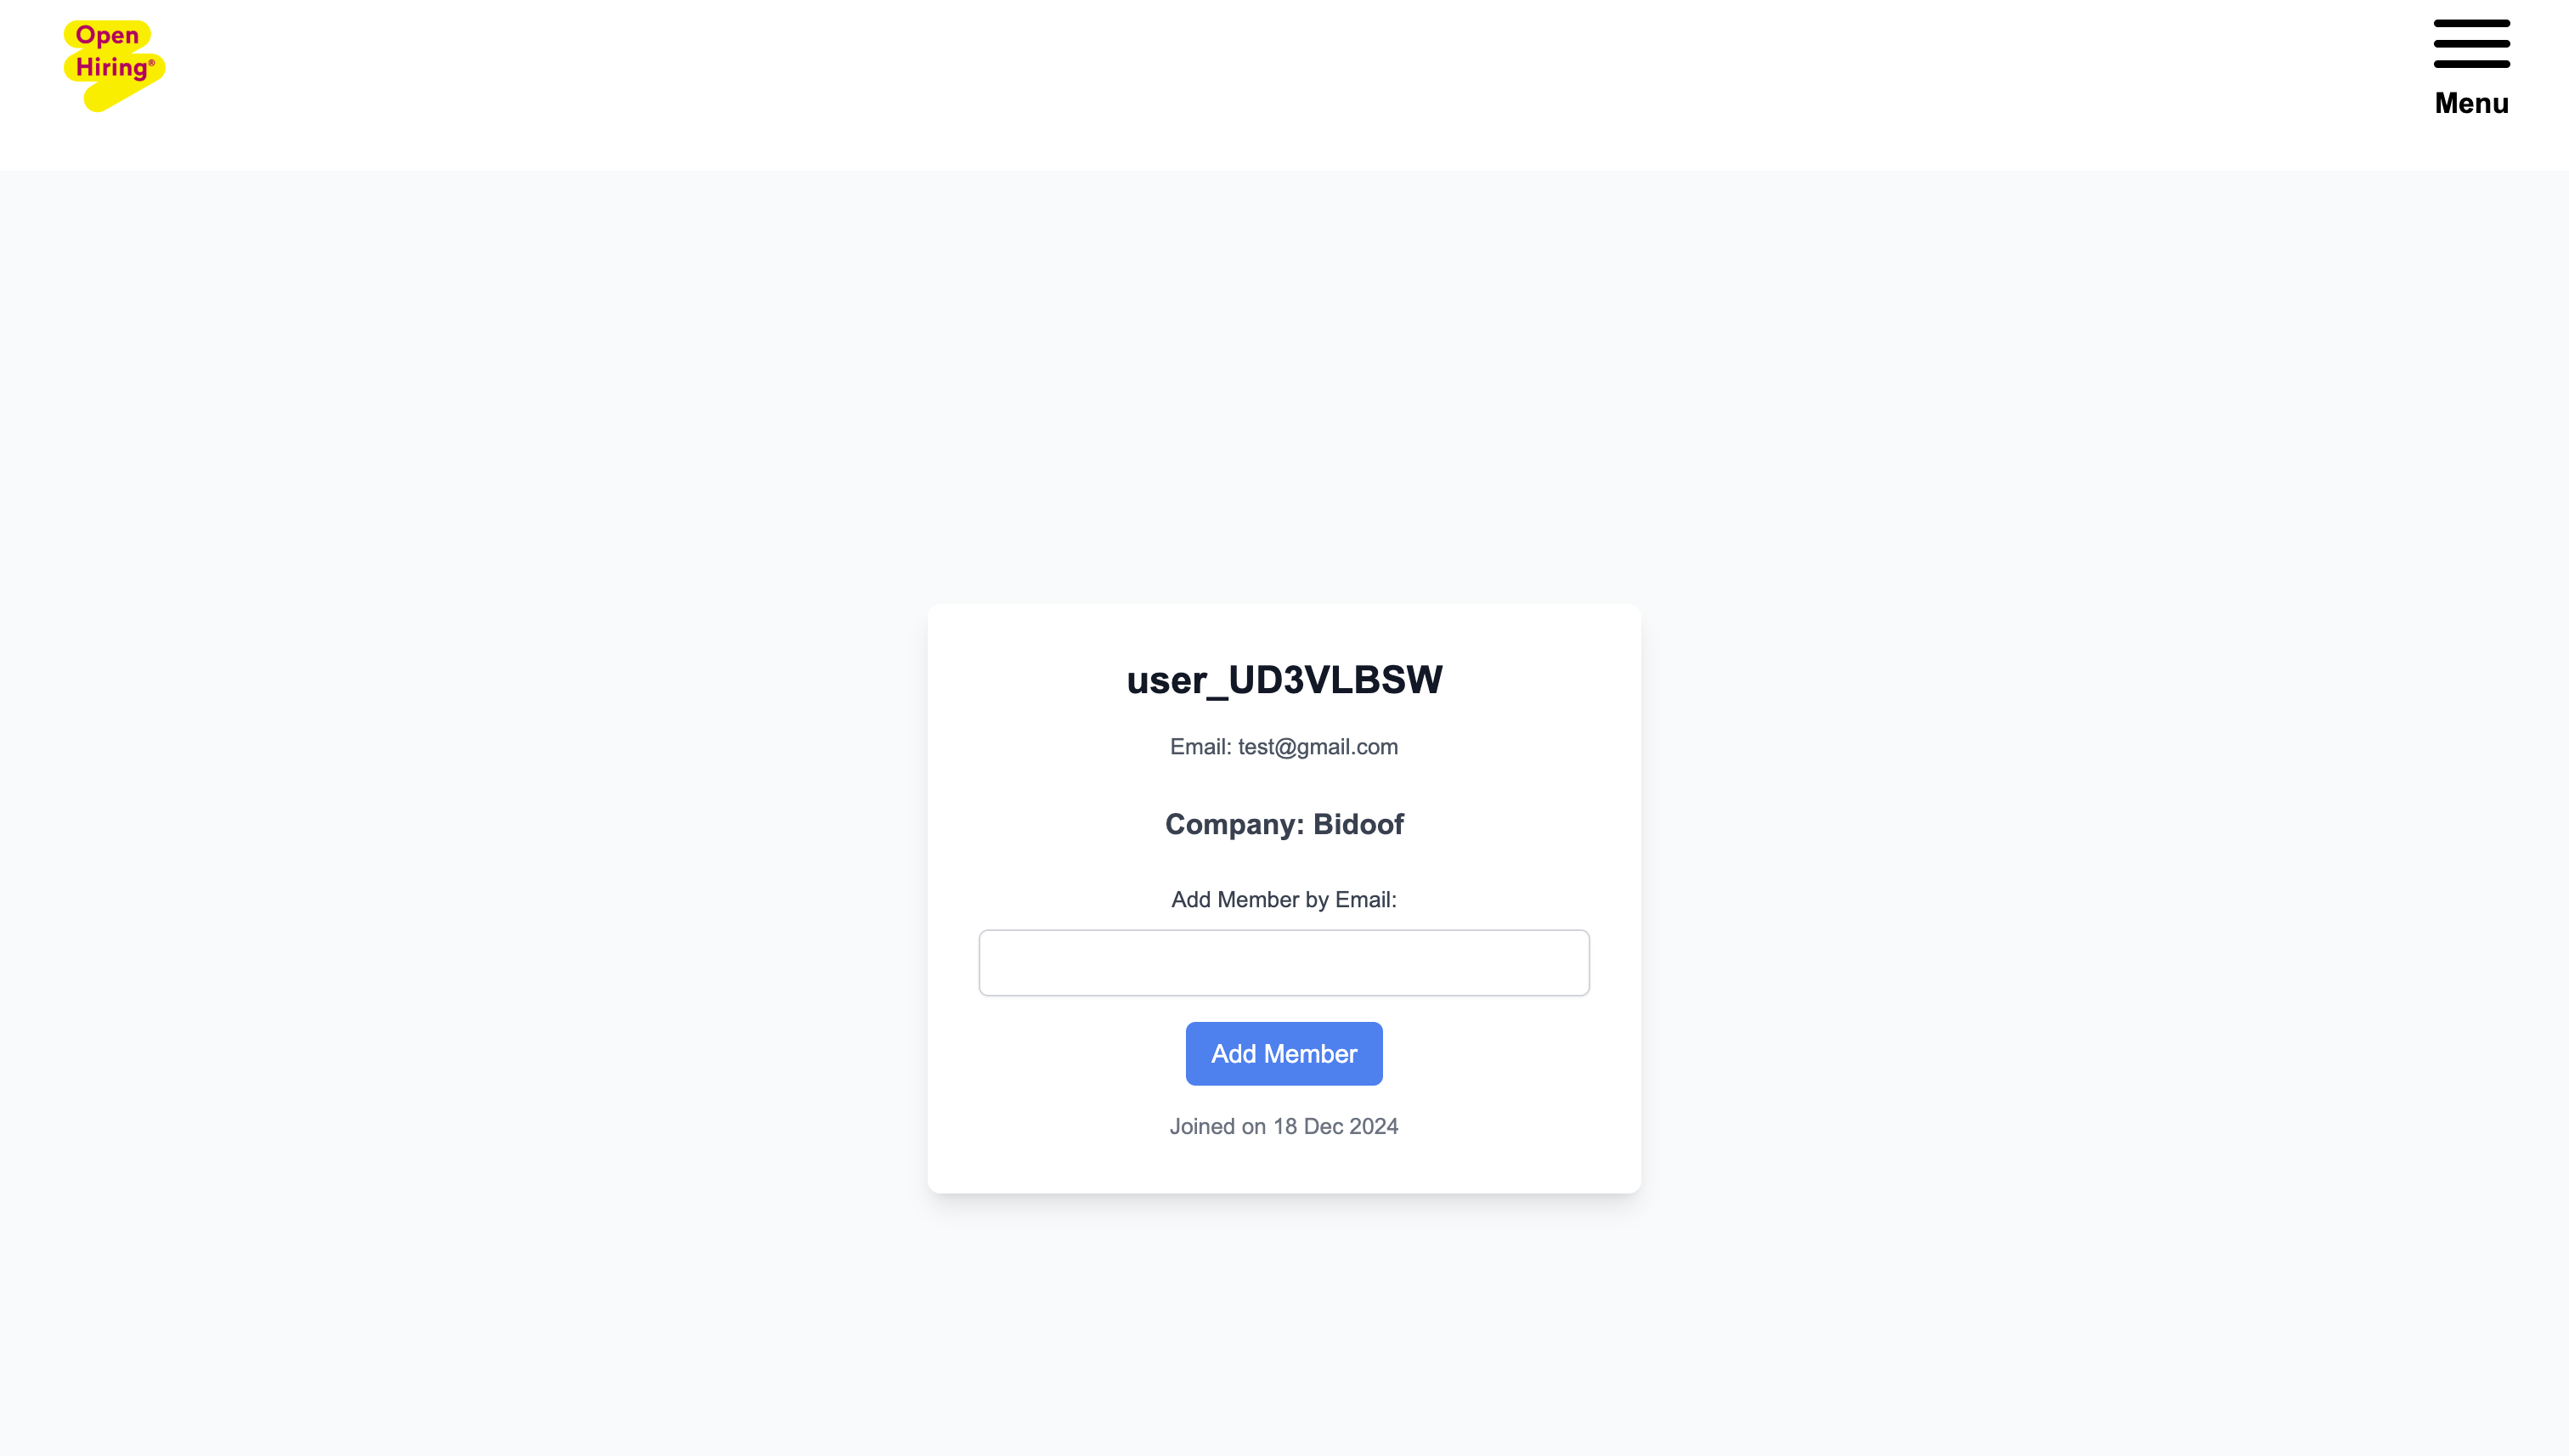 Open
Hiring®
Menu
user_UD3VLBSW
Email: test@gmail.com
Company: Bidoof
Add Member by Email:
Add Member
Joined on 18 Dec 2024